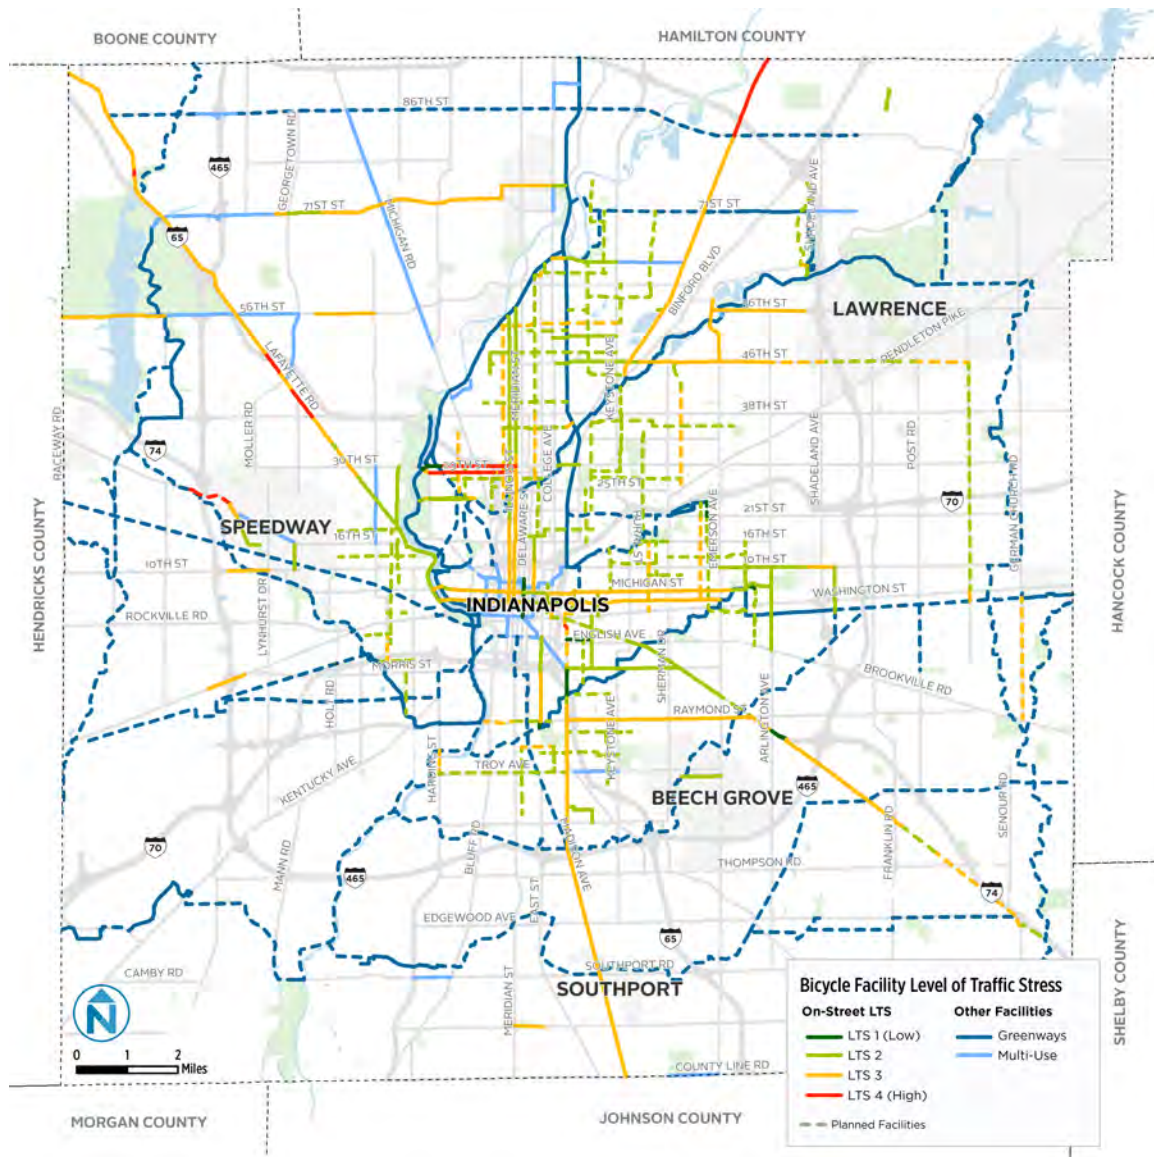 BOONE COUNTY
HAMILTON COUNTY
86TH ST
GEORGETOWN RD
465
SHADELAND AVE
71ST ST
MICHIGAN RD
71ST ST
65
BINFORD BLVD
56TH ST
LAWRENCE
56TH ST
PENDLETON PIKE
LAFAYETTE RD
46TH ST
MERIDIAN ST
KEYSTONE AVE
38TH ST
RACEWAY RD
MOLLER RD
74
30TH ST
COLLEGE AVE
SHADELAND AVE
POST RD
GERMAN CHURCH RD
25TH ST
70
SPEEDWAY
DELAWARE ST
21ST ST
16TH ST
EMERSON AVE
16TH ST
10TH ST
10TH ST
HENDRICKS COUNTY
HANCOCK COUNTY
LYNHURST DR
MICHIGAN ST
WASHINGTON ST
ROCKVILLE RD
INDIANAPOLIS
ENGLISH AVE
SHERMAN DR
MORRIS ST
BROOKVILLE RD
HOLT RD
RAYMOND ST
ARLINGTON AVE
KEYSTONE AVE
HARDING ST
TROY AVE
KENTUCKY AVE
465
BEECH GROVE
SENOUR RD
70
MANN RD
BLUFF RD
MADISON AVE
FRANKLIN RD
THOMPSON RD
465
EAST ST
74
EDGEWOOD AVE
65
CAMBY RD
SOUTHPORT RD
SOUTHPORT
MERIDIAN ST
SHELBY COUNTY
N
0 1 2
Miles
COUNTY LINE RD
MORGAN COUNTY
JOHNSON COUNTY
Bicycle Facility Level of Traffic Stress
On-Street LTS
Other Facilities
LTS 1 (Low)
Greenways
LTS 2
Multi-Use
LTS 3
LTS 4 (High)
Planned Facilities